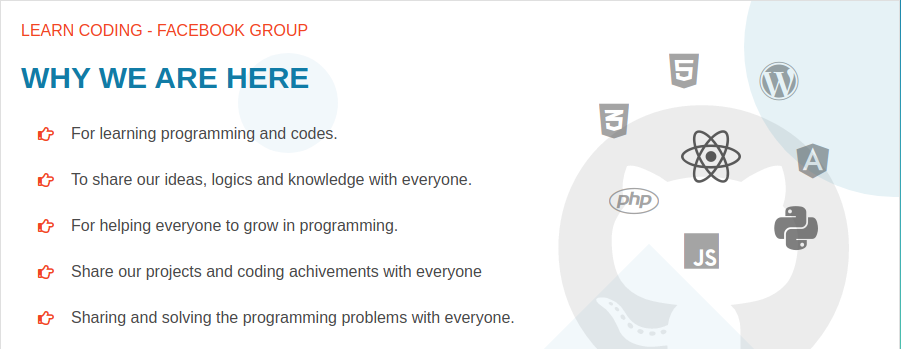 LEARN CODING - FACEBOOK GROUP
WHY WE ARE HERE
For learning programming and codes.
To share our ideas, logics and knowledge with everyone.
For helping everyone to grow in programming.
Share our projects and coding achivements with everyone
Sharing and solving the programming problems with everyone.
5
W
3
A
php
JS